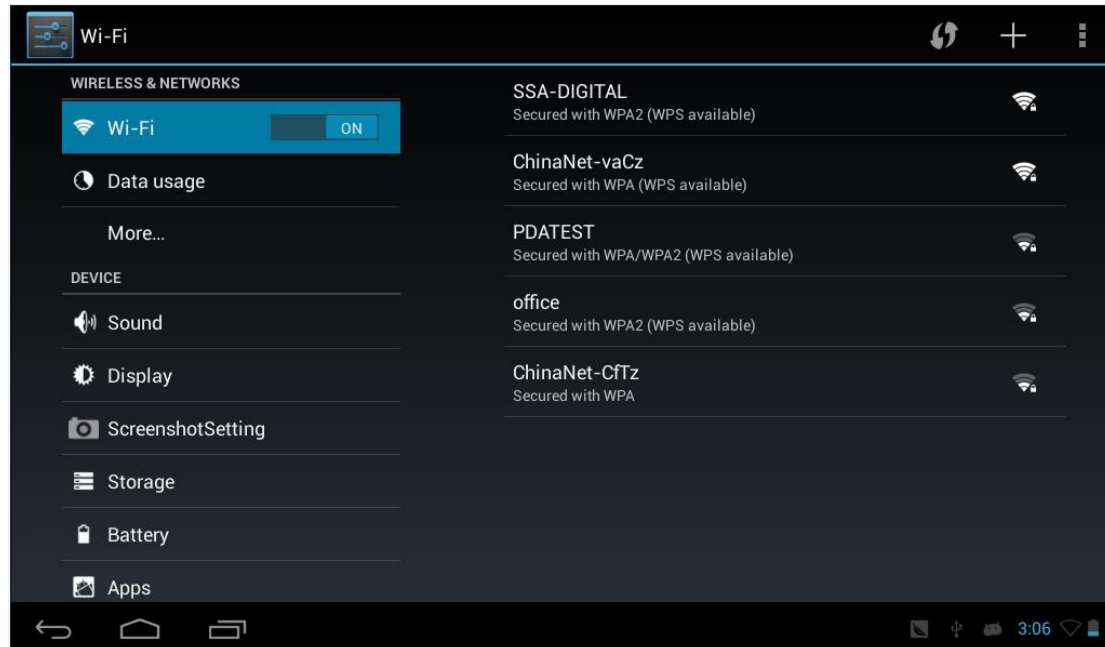 Wi-Fi
WIRELESS & NETWORKS
Wi-Fi
ON
Data usage
More...
DEVICE
Sound
Display
ScreenshotSetting
Storage
Battery
Apps
SSA-DIGITAL
Secured with WPA2 (WPS available)
ChinaNet-vaCz
Secured with WPA (WPS available)
PDATEST
Secured with WPA/WPA2 (WPS available)
office
Secured with WPA2 (WPS available)
ChinaNet-CfTz
Secured with WPA
3:06